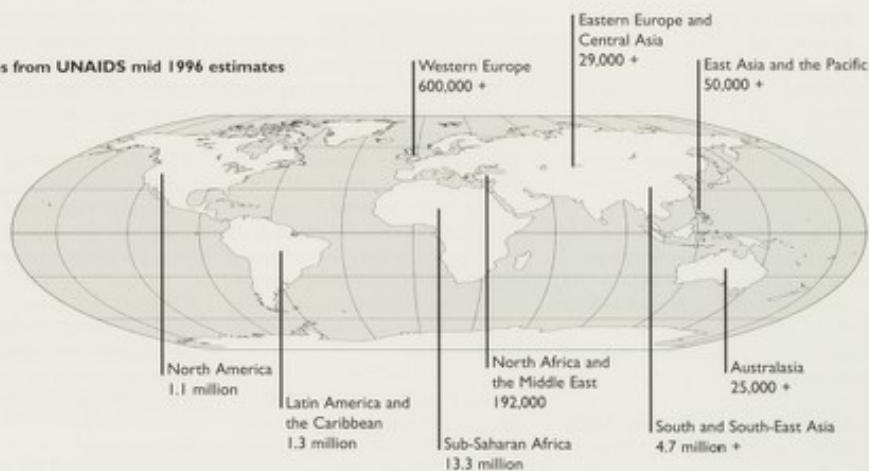 s from UNAIDS mid 1996 estimates
Eastern Europe and
Central Asia
29,000 +
Western Europe
600,000 +
East Asia and the Pacific
50,000 +
North America
1.1 million
Latin America and
the Caribbean
1.3 million
Sub-Saharan Africa
13.3 million
North Africa and
the Middle East
192,000
South and South-East Asia
4.7 million +
Australasia
25,000 +